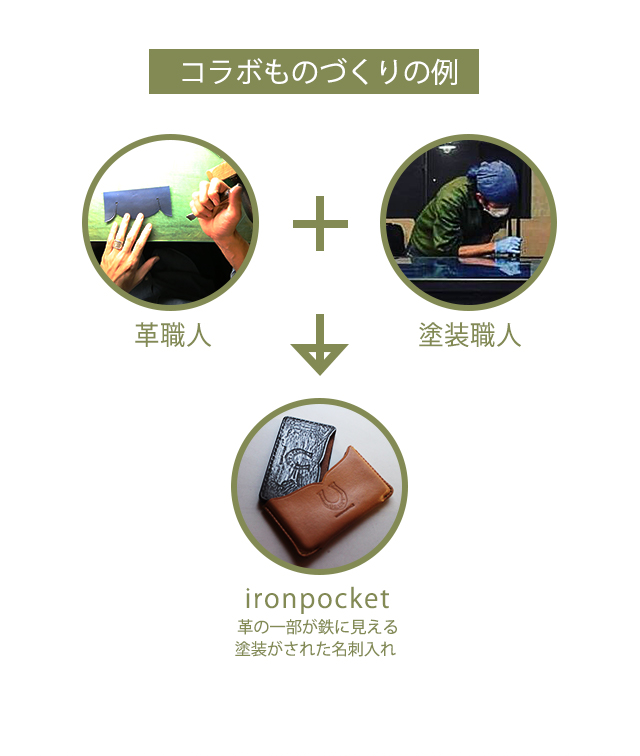 コラボものづくりの例
革職人
塗装職人
ironpocket
革の一部が鉄に見える
塗装がされた名刺入れ